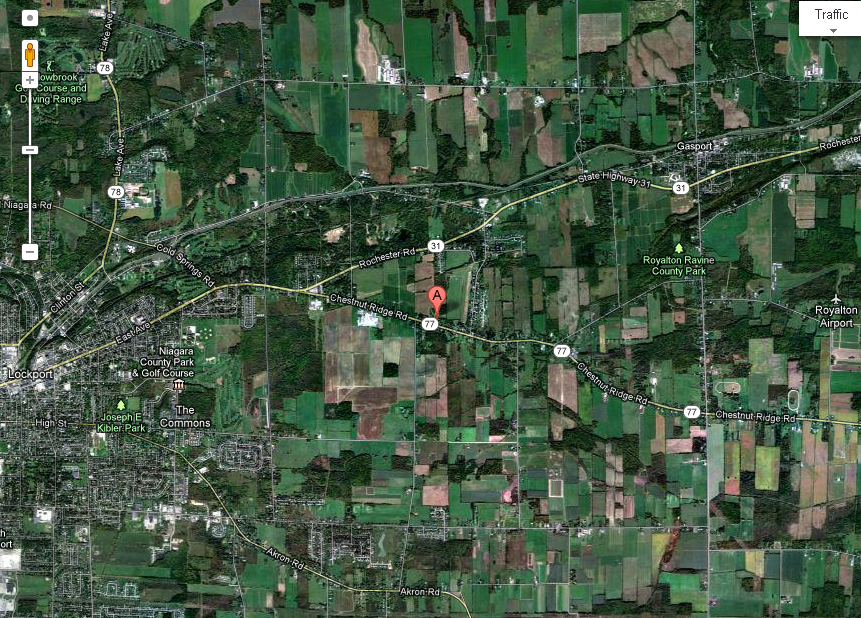 Traffic
Lake Ave
78
owbrook
Golf Course and
Driving Range
Gasport
Rochester
State Highway 31
31
Lake Ave
78
Niagara Rd
Cold Springs Rd
Rochester Rd
31
Royalton Ravine
County Park
Clinton St
A
Chestnut Ridge Rd
77
Royalton
Airport
East Ave
Niagara
County Park
& Golf Course
77
Lockport
Chestnut Ridge Rd
The
Commons
Joseph E
Kibler Park
High St
77
Chestnut Ridge Rd
h
ort
Akron Rd
Akron Rd